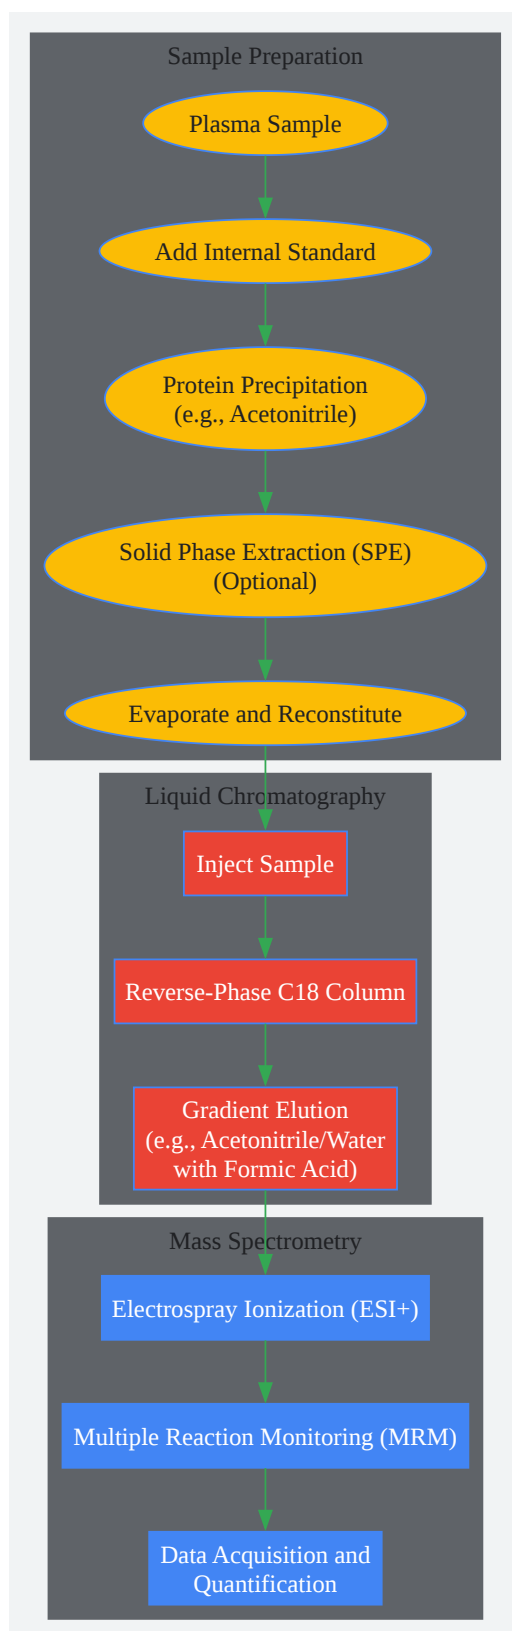 Sample Preparation
Plasma Sample
Add Internal Standard
Protein Precipitation
(e.g., Acetonitrile)
Solid Phase Extraction (SPE)
(Optional)
Evaporate and Reconstitute
Liquid Chromatography
Inject Sample
Reverse-Phase C18 Column
Gradient Elution
(e.g., Acetonitrile/Water
with Formic Acid)
Mass Spectrometry
Electrospray Ionization (ESI+)
Multiple Reaction Monitoring (MRM)
Data Acquisition and
Quantification